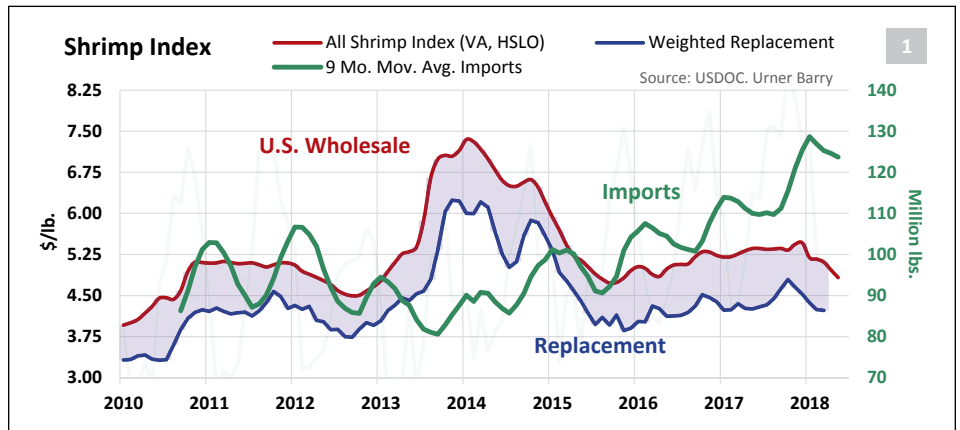 Shrimp Index
All Shrimp Index (VA, HSLO)
Weighted Replacement
9 Mo. Mov. Avg. Imports
1
Source: USDOC. Urner Barry
8.25
7.50
6.75
6.00
5.25
4.50
3.75
3.00
$/lb.
U.S. Wholesale
Imports
Replacement
140
130
120
110
100
90
80
70
Million lbs.
2010 2011 2012 2013 2014 2015 2016 2017 2018